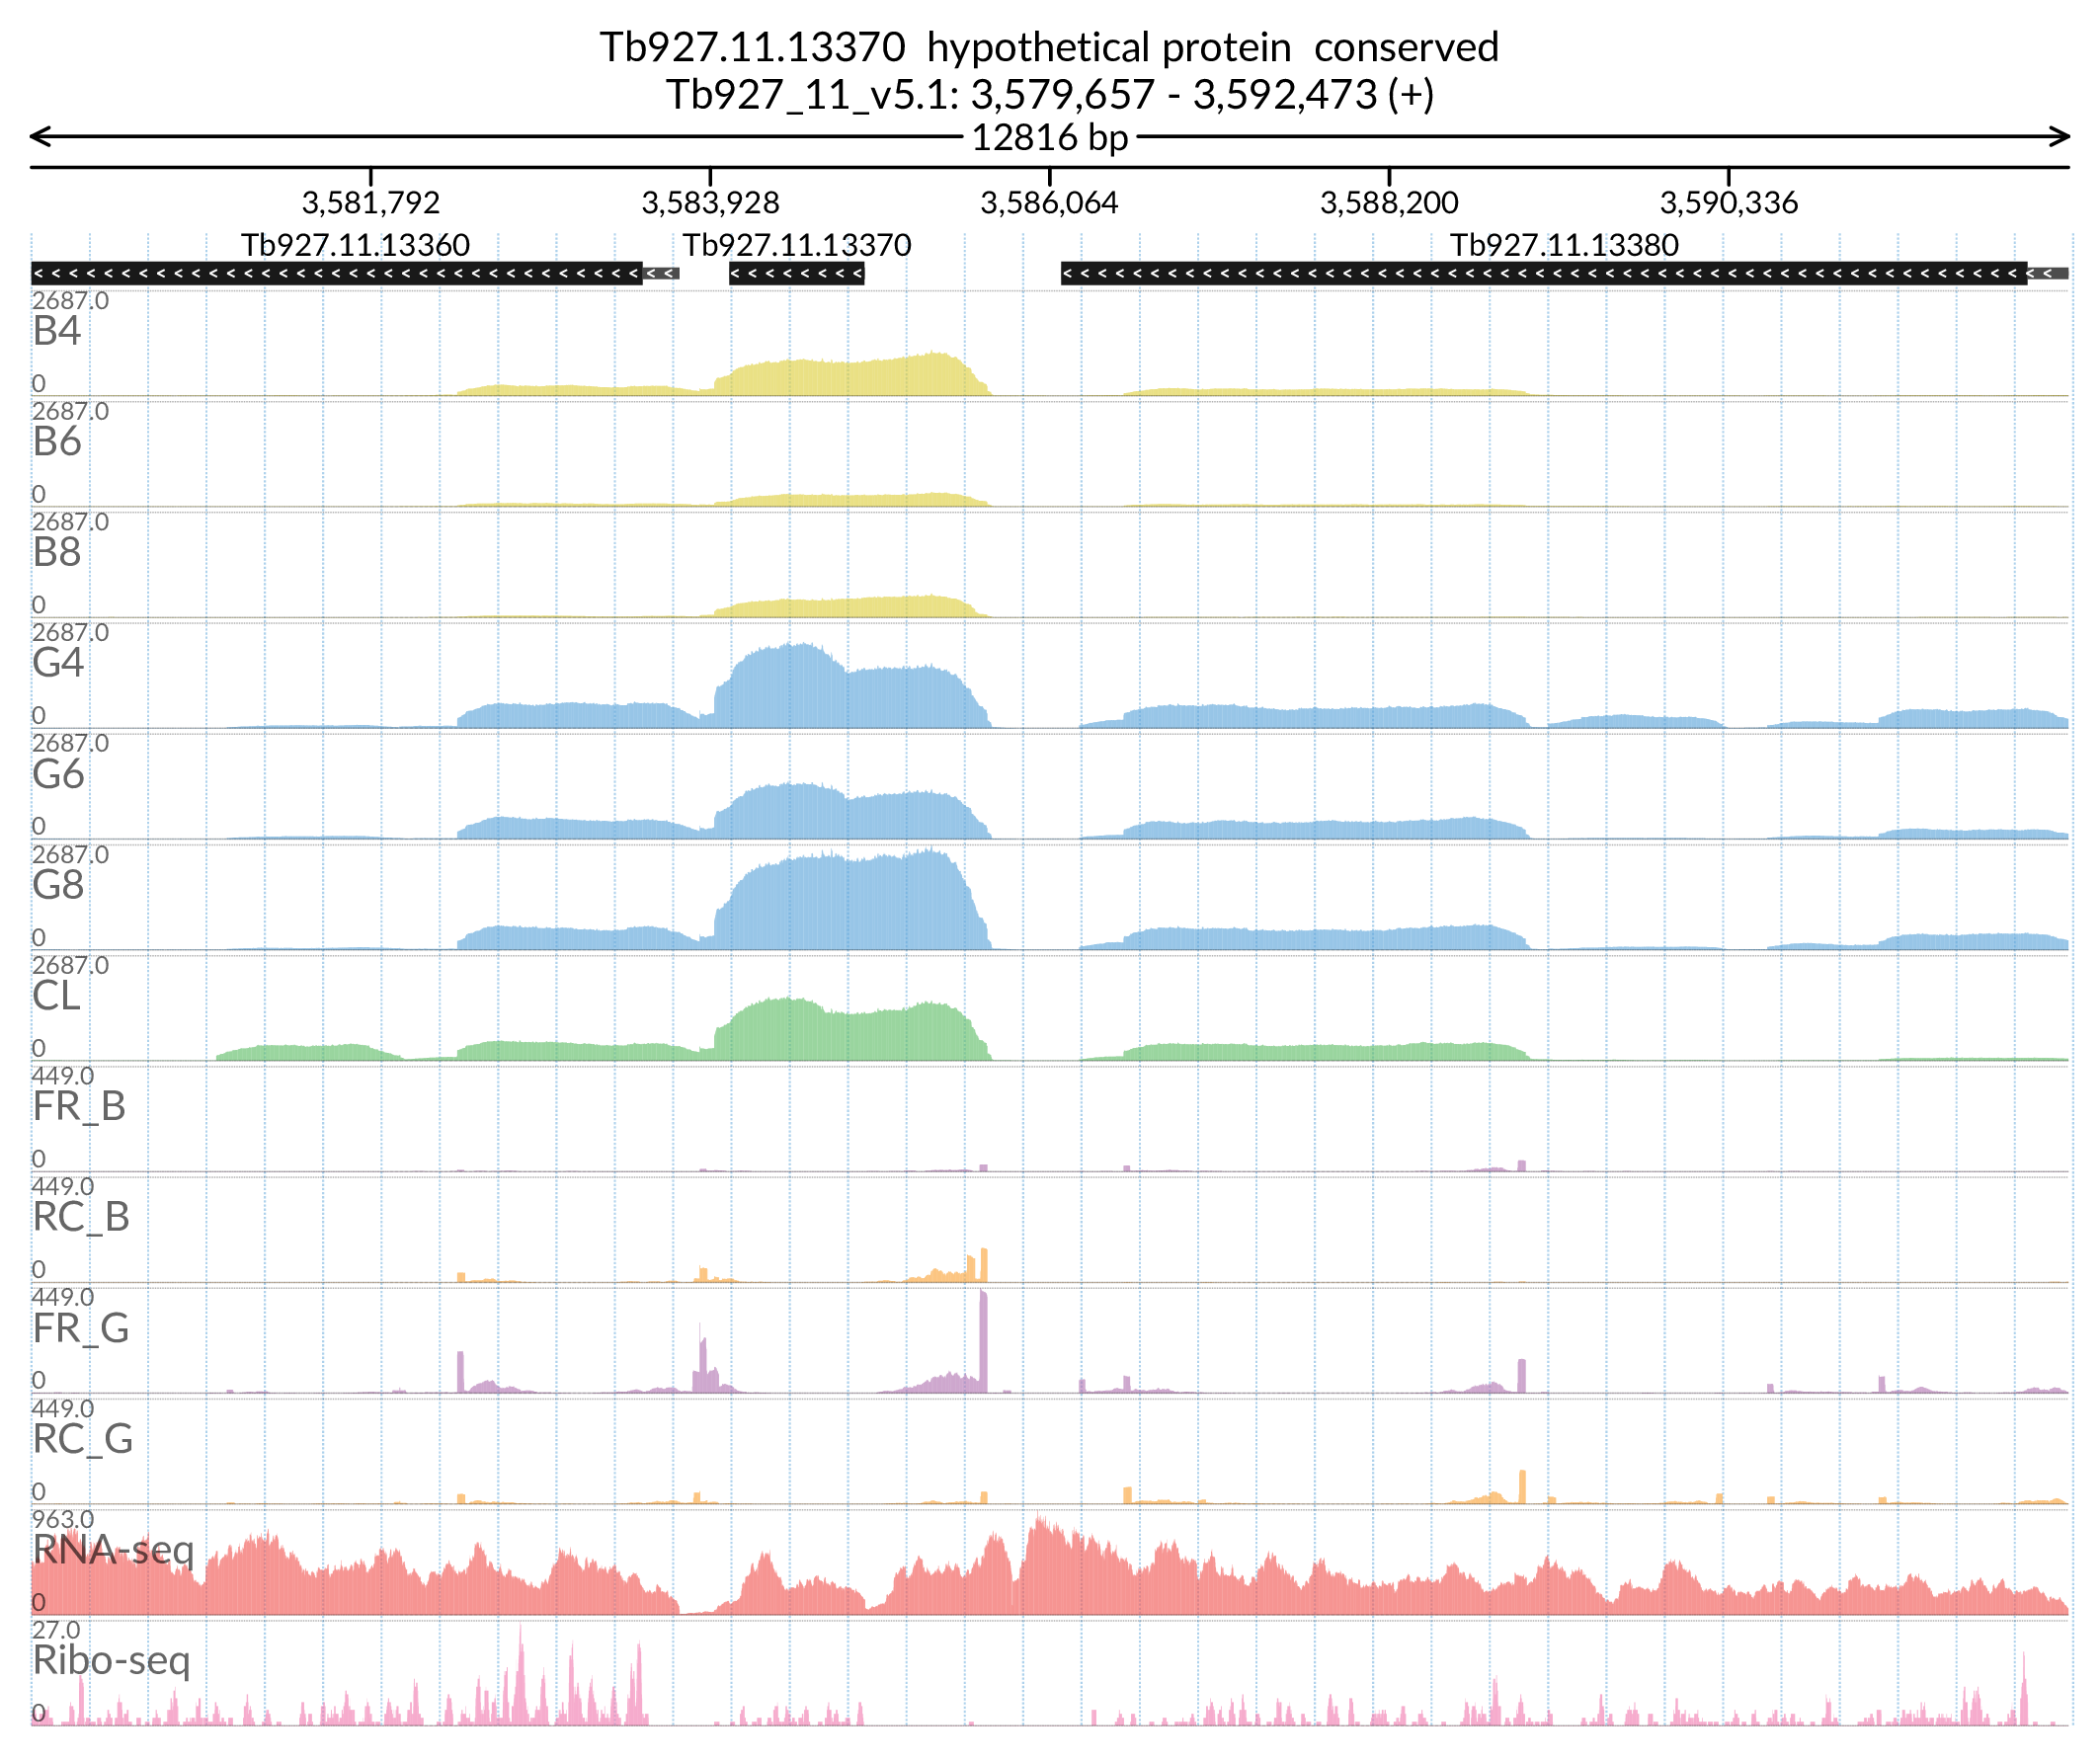 Tb927.11.13370 hypothetical protein conserved
Tb927_11_v5.1: 3,579,657 - 3,592,473 (+)
12816 bp
3,581,792 3,583,928 3,586,064 3,588,200 3,590,336
Tb927.11.13360 Tb927.11.13370 Tb927.11.13380
2687.0
B4
0
2687.0
B6
0
2687.0
B8
0
2687.0
G4
0
2687.0
G6
0
2687.0
G8
0
2687.0
CL
0
449.0
FR_B
0
449.0
RC_B
0
449.0
FR_G
0
449.0
RC_G
0
963.0
RNA-seq
0
27.0
Ribo-seq
0